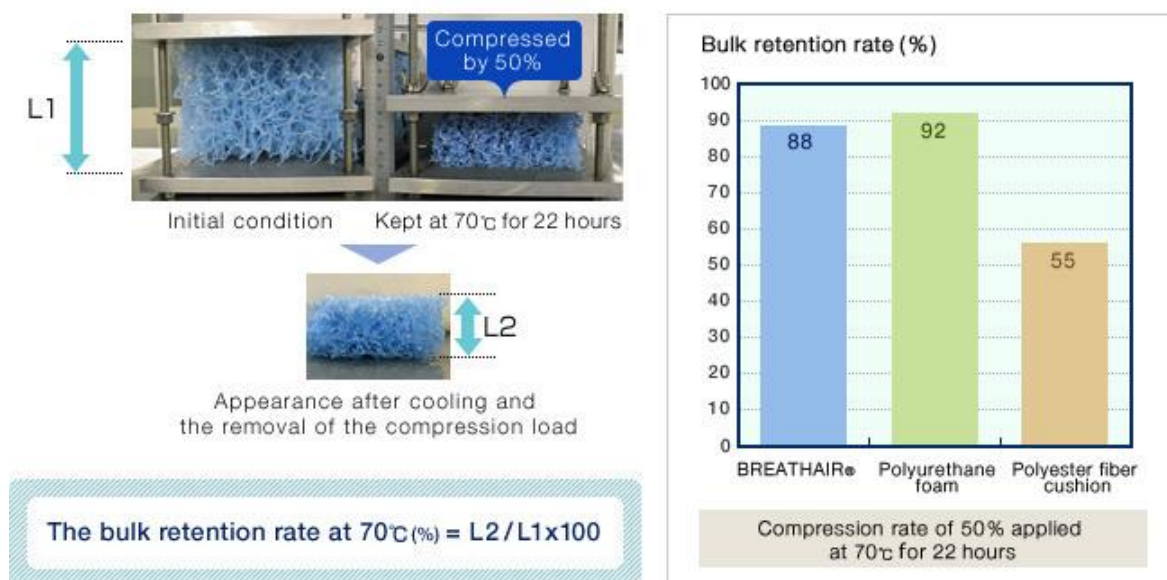 L1
Compressed
by 50%
Initial condition
Kept at 70℃ for 22 hours
L2
Appearance after cooling and
the removal of the compression load
The bulk retention rate at 70℃(%) = L2/L1x100
Bulk retention rate (%)
100
90
80
70
60
50
40
30
20
10
0
88
92
55
BREATHAIR®
Polyurethane
foam
Polyester fiber
cushion
Compression rate of 50% applied
at 70℃ for 22 hours